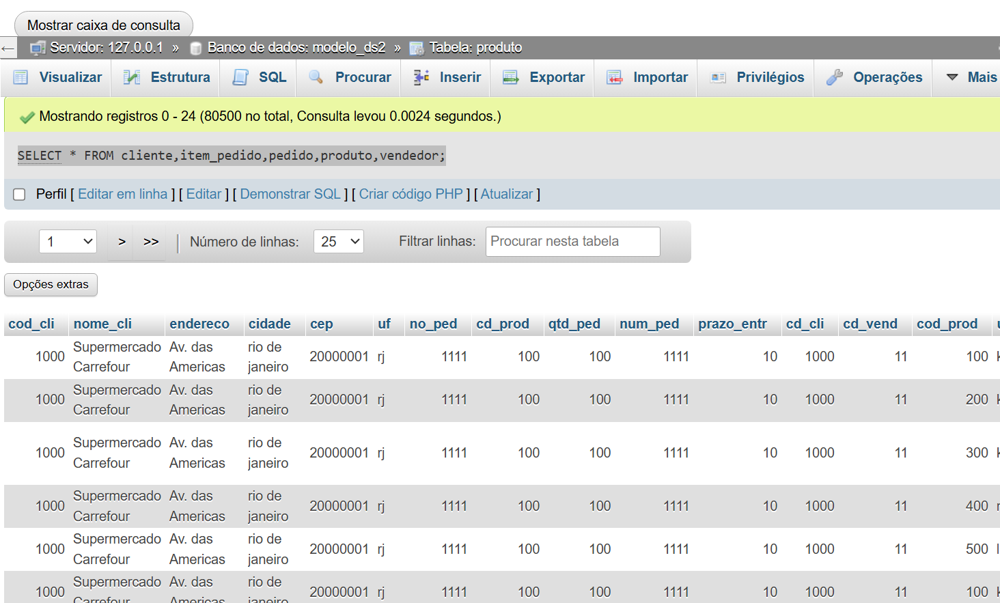 Mostrar caixa de consulta
← Servidor: 127.0.0.1 » Banco de dados: modelo_ds2 » Tabela: produto
Visualizar Estrutura SQL Procurar Inserir Exportar Importar Privilégios Operações Mais
Mostrando registros 0 - 24 (80500 no total, Consulta levou 0.0024 segundos.)
SELECT * FROM cliente,item_pedido,pedido,produto,vendedor;
Perfil [ Editar em linha ] [ Editar ] [ Demonstrar SQL ] [ Criar código PHP ] [ Atualizar ]
1 > >> | Número de linhas: 25 Filtrar linhas: Procurar nesta tabela
Opções extras
cod_cli nome_cli endereco cidade cep uf no_ped cd_prod qtd_ped num_ped prazo_entr cd_cli cd_vend cod_prod
1000 Supermercado Carrefour Av. das Americas rio de janeiro 20000001 rj 1111 100 100 1111 10 1000 11 100
1000 Supermercado Carrefour Av. das Americas rio de janeiro 20000001 rj 1111 100 100 1111 10 1000 11 200
1000 Supermercado Carrefour Av. das Americas rio de janeiro 20000001 rj 1111 100 100 1111 10 1000 11 300
1000 Supermercado Carrefour Av. das Americas rio de janeiro 20000001 rj 1111 100 100 1111 10 1000 11 400
1000 Supermercado Carrefour Av. das Americas rio de janeiro 20000001 rj 1111 100 100 1111 10 1000 11 500
1000 Supermercado Carrefour Av. das Americas rio de janeiro 20000001 rj 1111 100 100 1111 10 1000 11 100